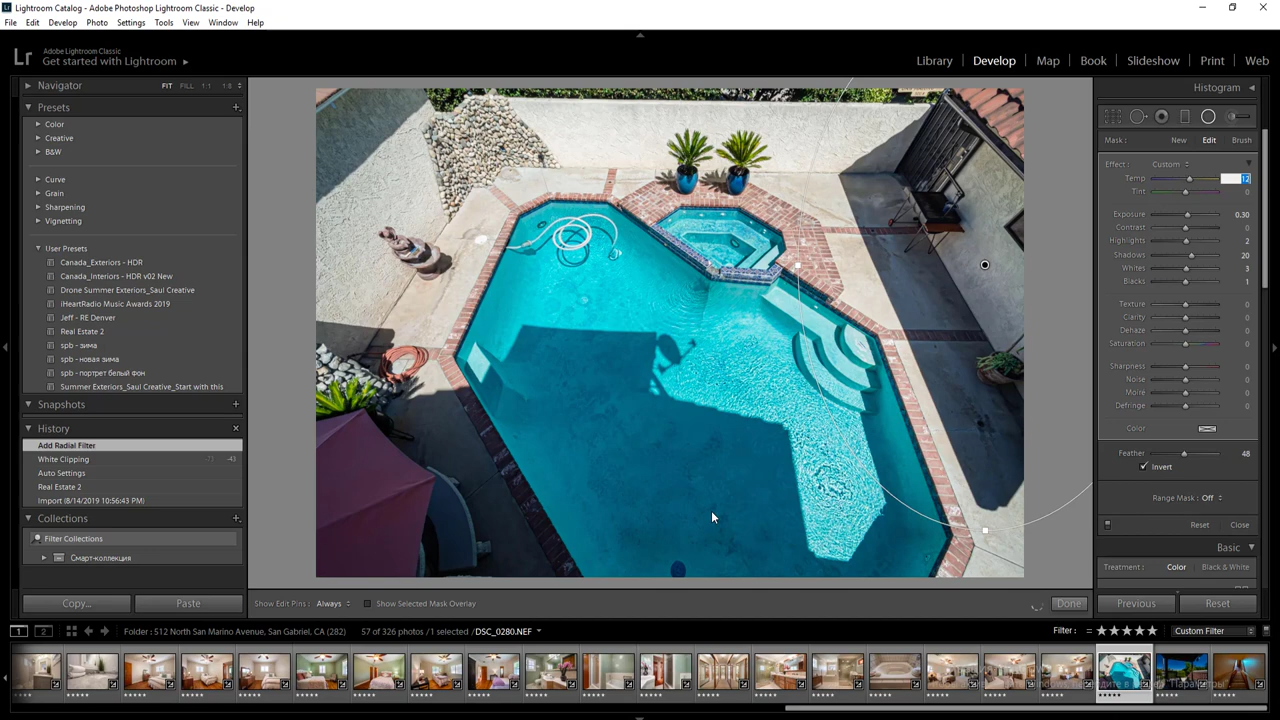 Lightroom Catalog - Adobe Photoshop Lightroom Classic - Develop
File Edit Develop Photo Settings Tools View Window Help
Lr Adobe Lightroom Classic
Get started with Lightroom
Library Develop Map Book Slideshow Print Web
Navigator FIT FILL 1:1 1:8
Presets
Color
Creative
B&W
Curve
Grain
Sharpening
Vignetting
User Presets
Canada_Exteriors - HDR
Canada_Interiors - HDR v02 New
Drone Summer Exteriors_Saul Creative
iHeartRadio Music Awards 2019
Jeff - RE Denver
Real Estate 2
spb - зима
spb - новая зима
spb - портрет белый фон
Summer Exteriors_Saul Creative_Start with this
Snapshots
History
Add Radial Filter
White Clipping -73 -43
Auto Settings
Real Estate 2
Import (8/14/2019 10:56:43 PM)
Collections
Filter Collections
Смарт-коллекция
Copy... Paste
Show Edit Pins : Always Show Selected Mask Overlay Done
Histogram
Mask : New Edit Brush
Effect : Custom
Temp 12
Tint 0
Exposure 0.30
Contrast 0
Highlights 2
Shadows 20
Whites 3
Blacks 1
Texture 0
Clarity 0
Dehaze 0
Saturation 0
Sharpness 0
Noise 0
Moire 0
Defringe 0
Color
Feather 48
Invert
Range Mask : Off
Reset Close
Basic
Treatment : Color Black & White
Previous Reset
1 2 Folder : 512 North San Marino Avenue, San Gabriel, CA (282) 57 of 326 photos /1 selected /DSC_0280.NEF Filter : Custom Filter